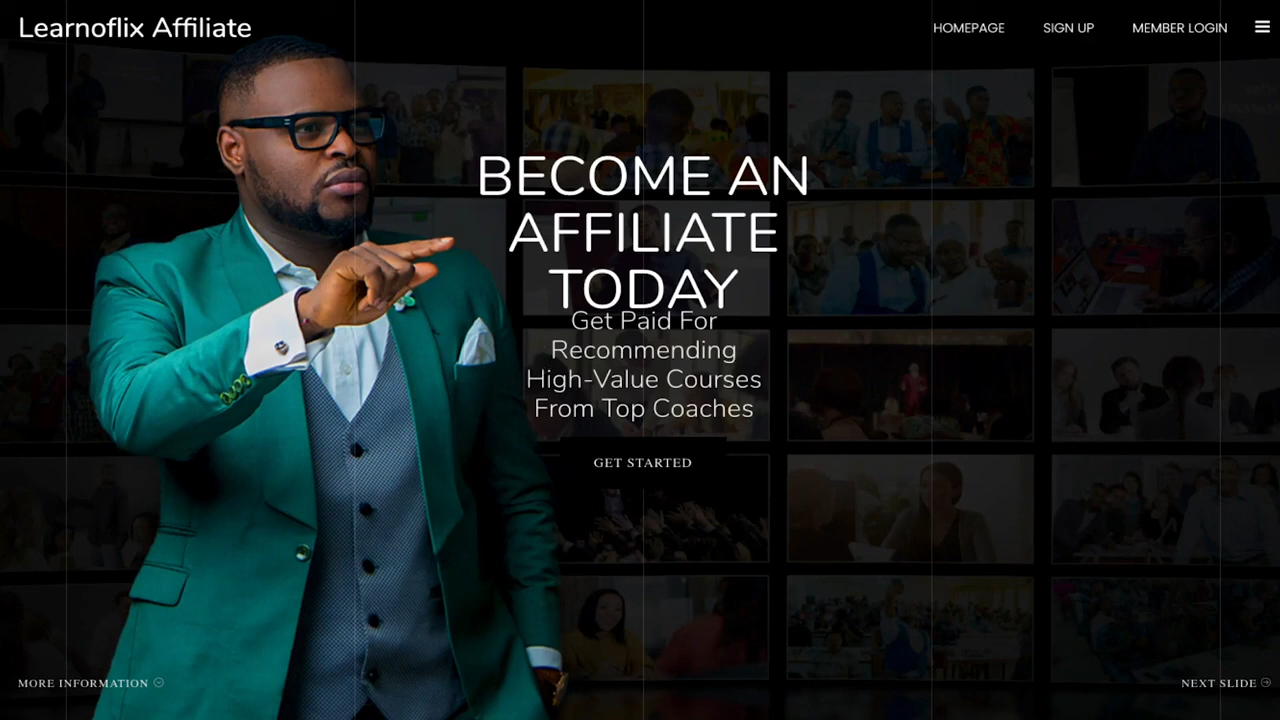 Learnoflix Affiliate
HOMEPAGE
SIGN UP
MEMBER LOGIN
BECOME AN
AFFILIATE
TODAY
Get Paid For
Recommending
High-Value Courses
From Top Coaches
GET STARTED
MORE INFORMATION
NEXT SLIDE